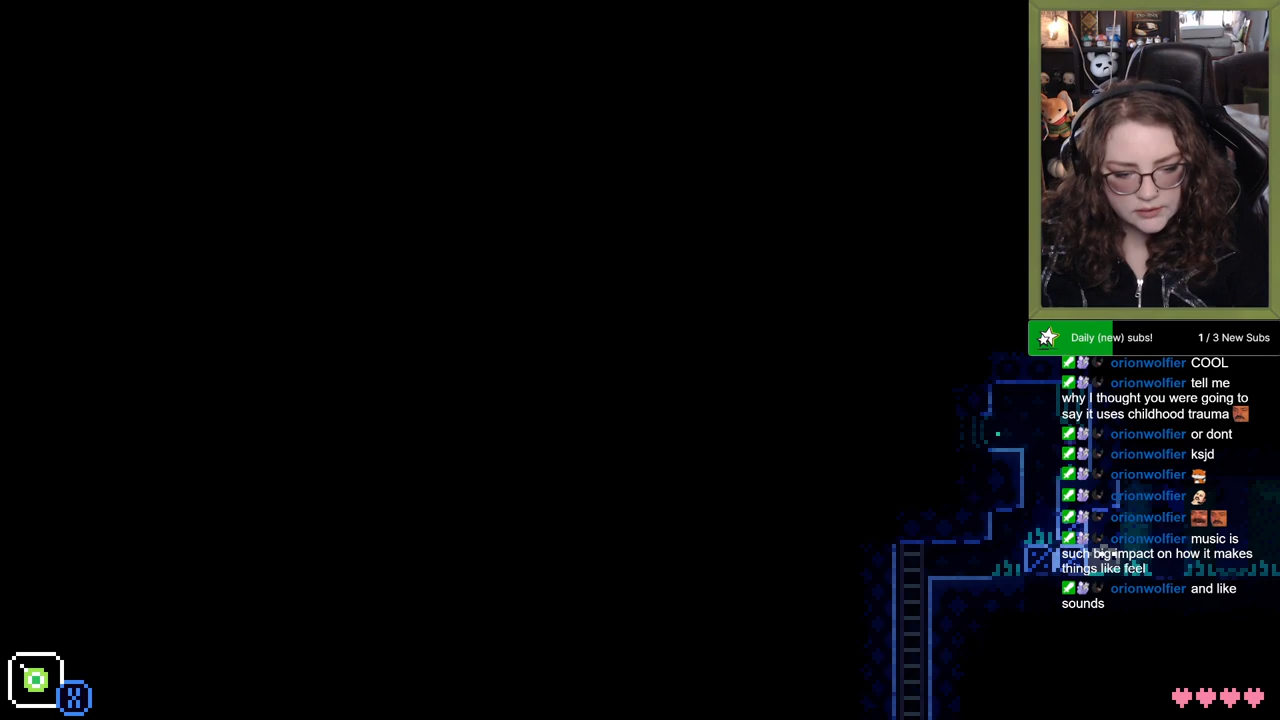 Daily (new) subs! 1 / 3 New Subs
orionwolfier COOL
orionwolfier tell me
why I thought you were going to
say it uses childhood trauma
orionwolfier or dont
orionwolfier ksjd
orionwolfier
orionwolfier
orionwolfier
orionwolfier music is
such big impact on how it makes
things like feel
orionwolfier and like
sounds
X